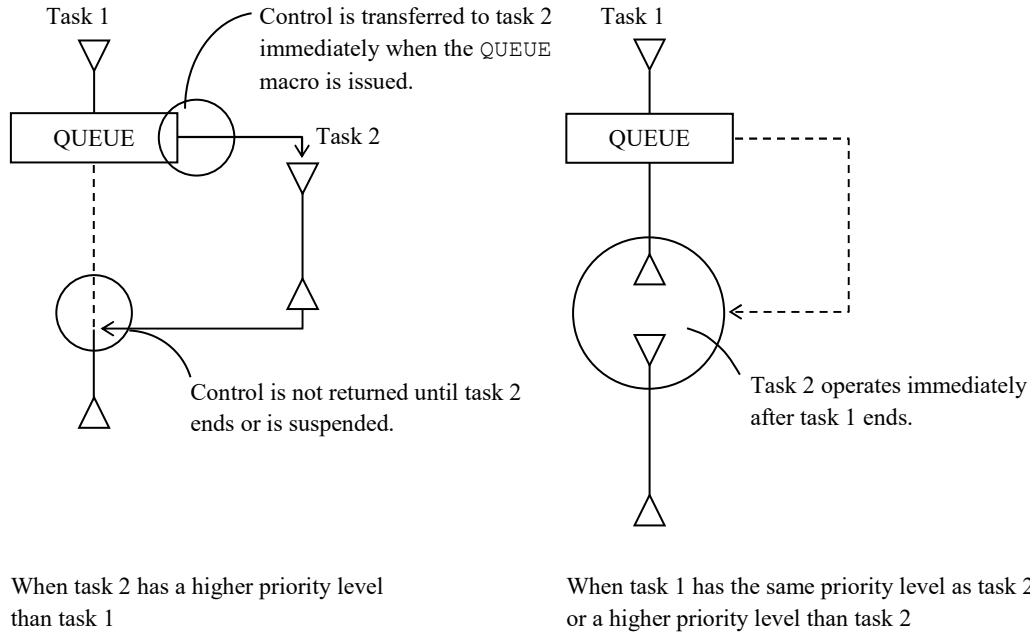 Task 1
Control is transferred to task 2
immediately when the QUEUE
macro is issued.
QUEUE
Task 2
Control is not returned until task 2
ends or is suspended.
When task 2 has a higher priority level
than task 1
Task 1
QUEUE
Task 2 operates immediately
after task 1 ends.
When task 1 has the same priority level as task 2
or a higher priority level than task 2